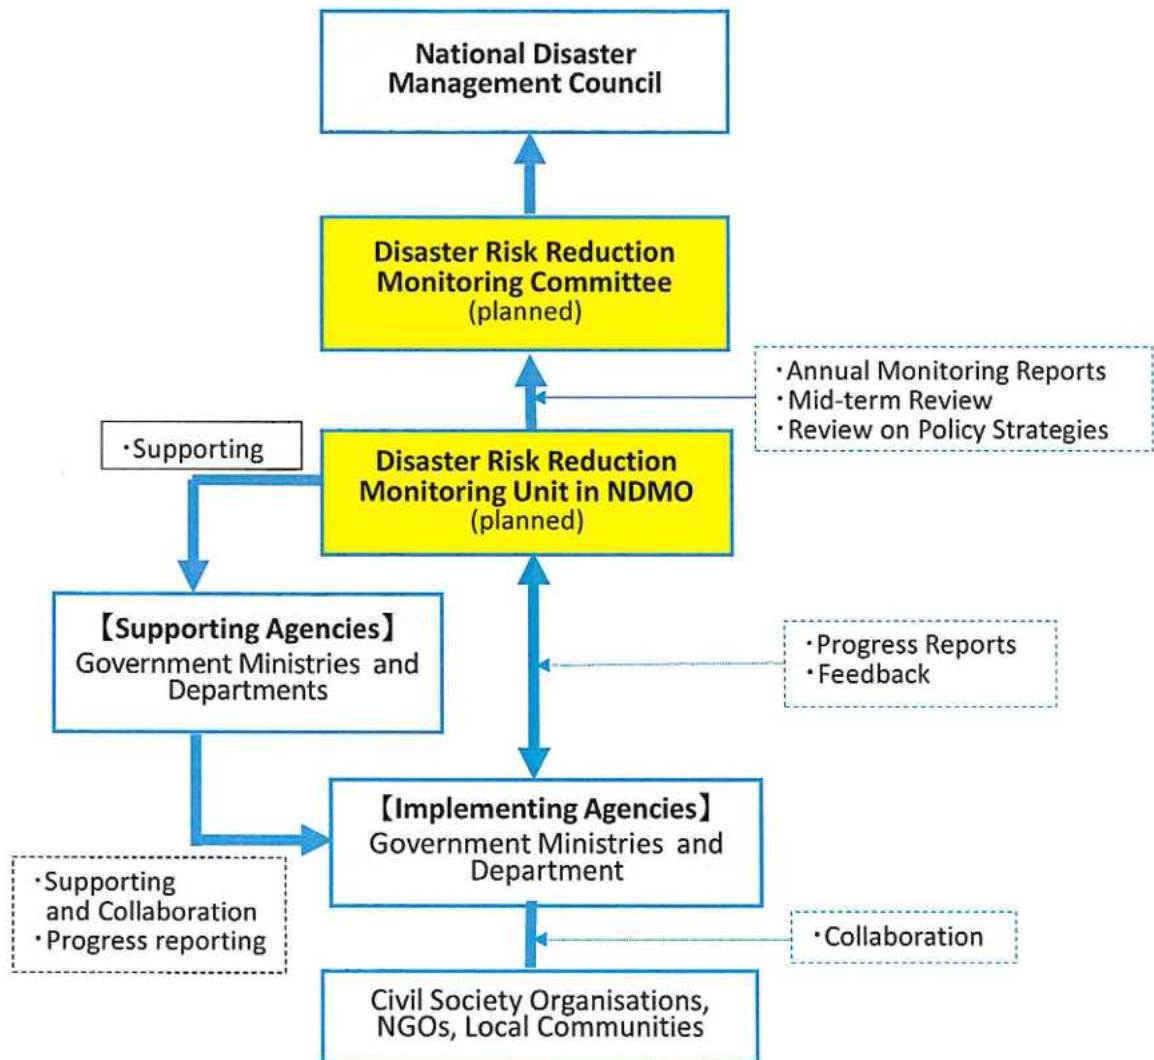 National Disaster
Management Council
Disaster Risk Reduction
Monitoring Committee
(planned)
・Annual Monitoring Reports
・Mid-term Review
・Review on Policy Strategies
・Supporting
Disaster Risk Reduction
Monitoring Unit in NDMO
(planned)
【Supporting Agencies】
Government Ministries and
Departments
・Progress Reports
・Feedback
【Implementing Agencies】
Government Ministries and
Department
・Supporting
and Collaboration
・Progress reporting
・Collaboration
Civil Society Organisations,
NGOs, Local Communities